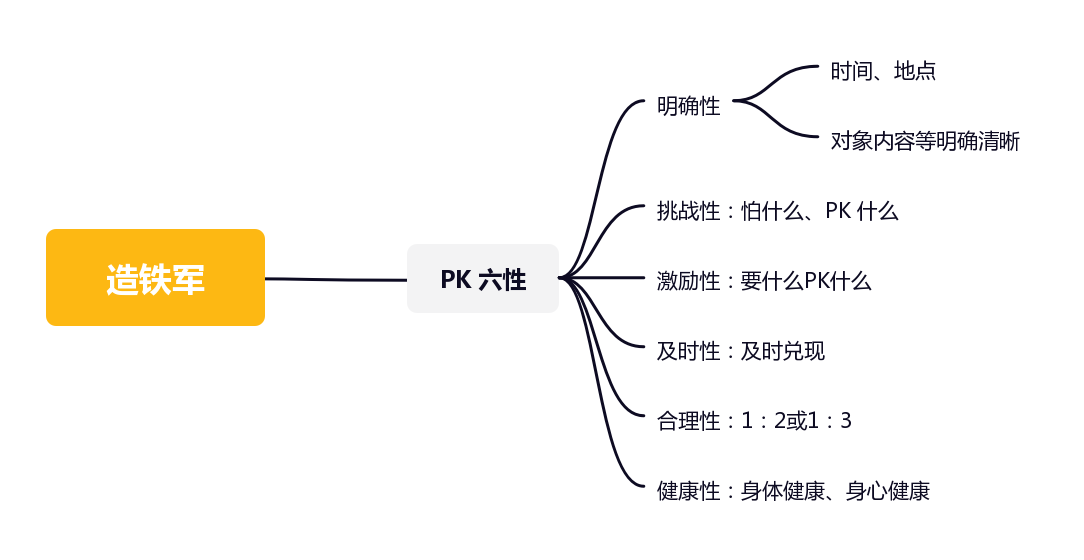 造铁军
PK 六性
明确性
时间、地点
对象内容等明确清晰
挑战性：怕什么、PK 什么
激励性：要什么PK什么
及时性：及时兑现
合理性：1：2或1：3
健康性：身体健康、身心健康